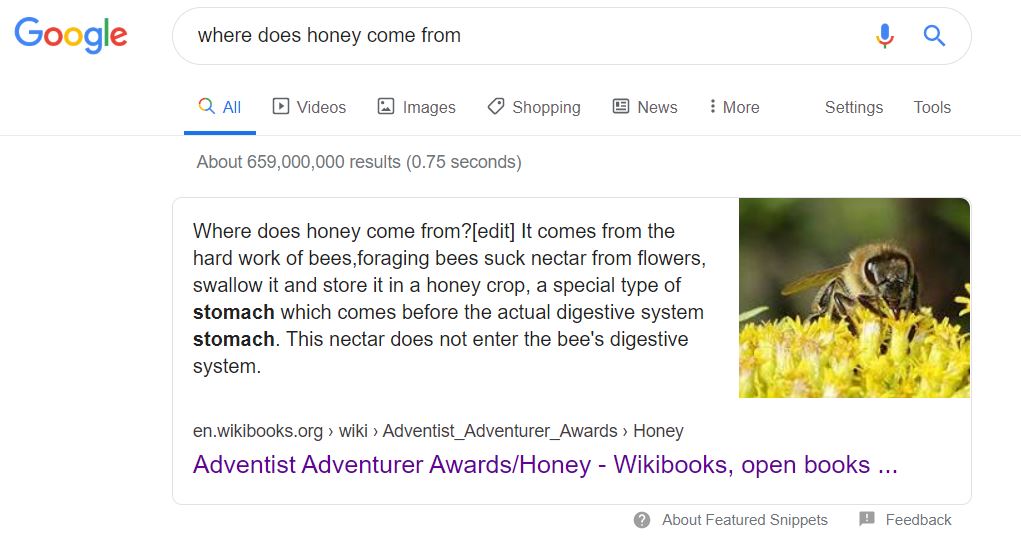 Google
where does honey come from
All Videos Images Shopping News More Settings Tools
About 659,000,000 results (0.75 seconds)
Where does honey come from?[edit] It comes from the
hard work of bees,foraging bees suck nectar from flowers,
swallow it and store it in a honey crop, a special type of
stomach which comes before the actual digestive system
stomach. This nectar does not enter the bee's digestive
system.
en.wikibooks.org › wiki › Adventist_Adventurer_Awards › Honey
Adventist Adventurer Awards/Honey - Wikibooks, open books ...
About Featured Snippets Feedback